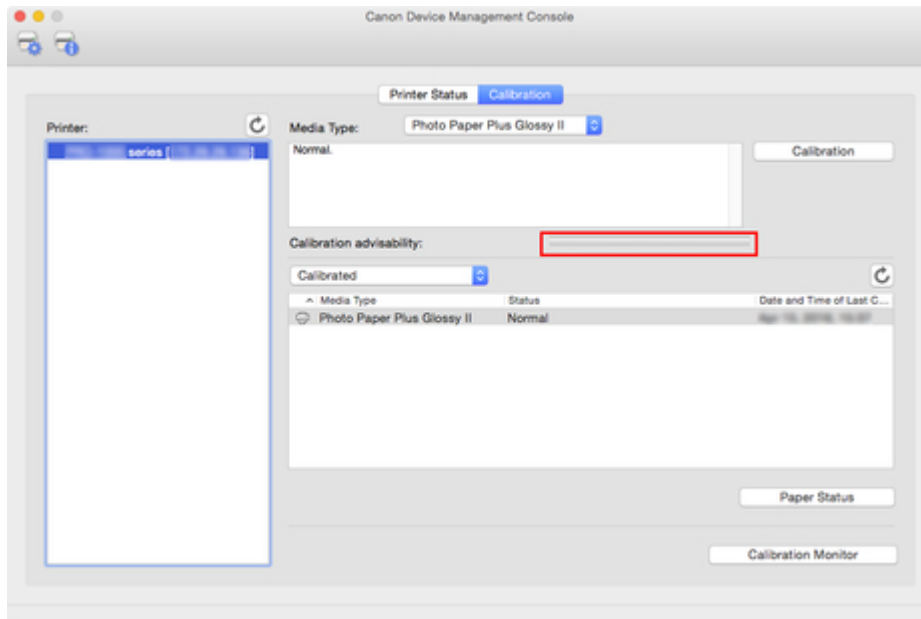 Canon Device Management Console
Printer Status Calibration
Printer:
series [
Media Type: Photo Paper Plus Glossy II
Normal.
Calibration
Calibration advisability:
Calibrated
Media Type Status Date and Time of Last C...
Photo Paper Plus Glossy II Normal
Paper Status
Calibration Monitor